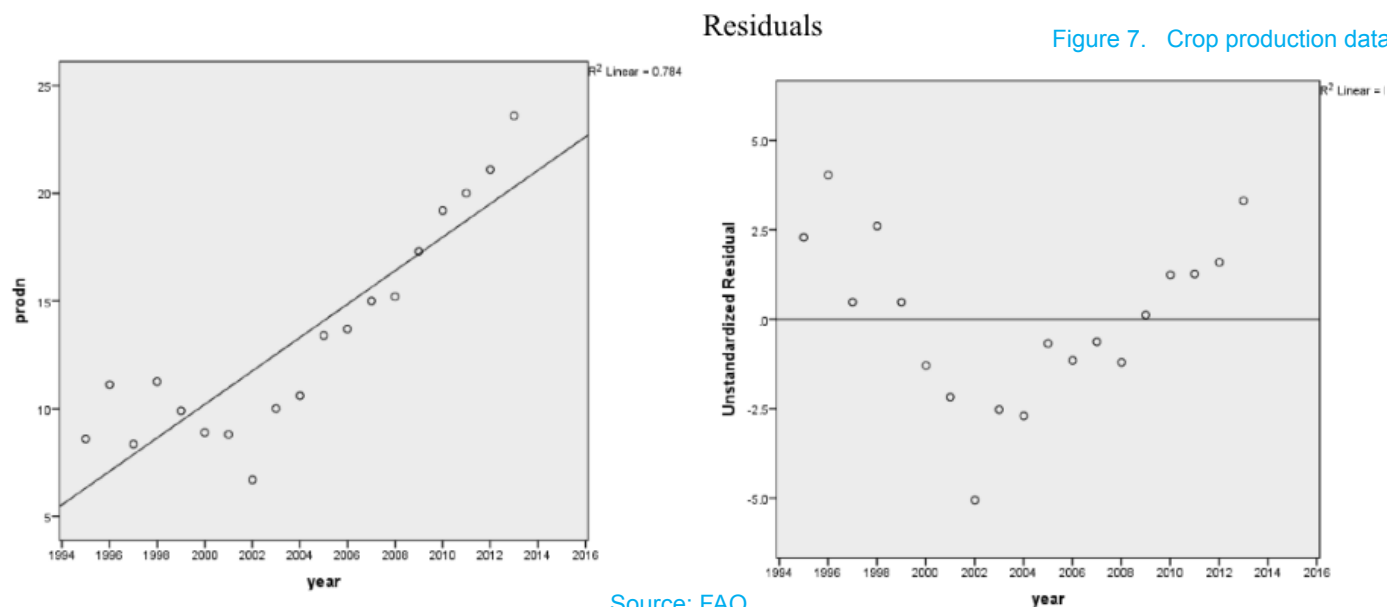 Residuals
Figure 7. Crop production data
R² Linear = 0.784
25
20
15
10
5
prodn
1994 1996 1998 2000 2002 2004 2006 2008 2010 2012 2014 2016
year
R² Linear =
5.0
2.5
.0
-2.5
-5.0
Unstandardized Residual
1994 1996 1998 2000 2002 2004 2006 2008 2010 2012 2014 2016
year
Source: FAO